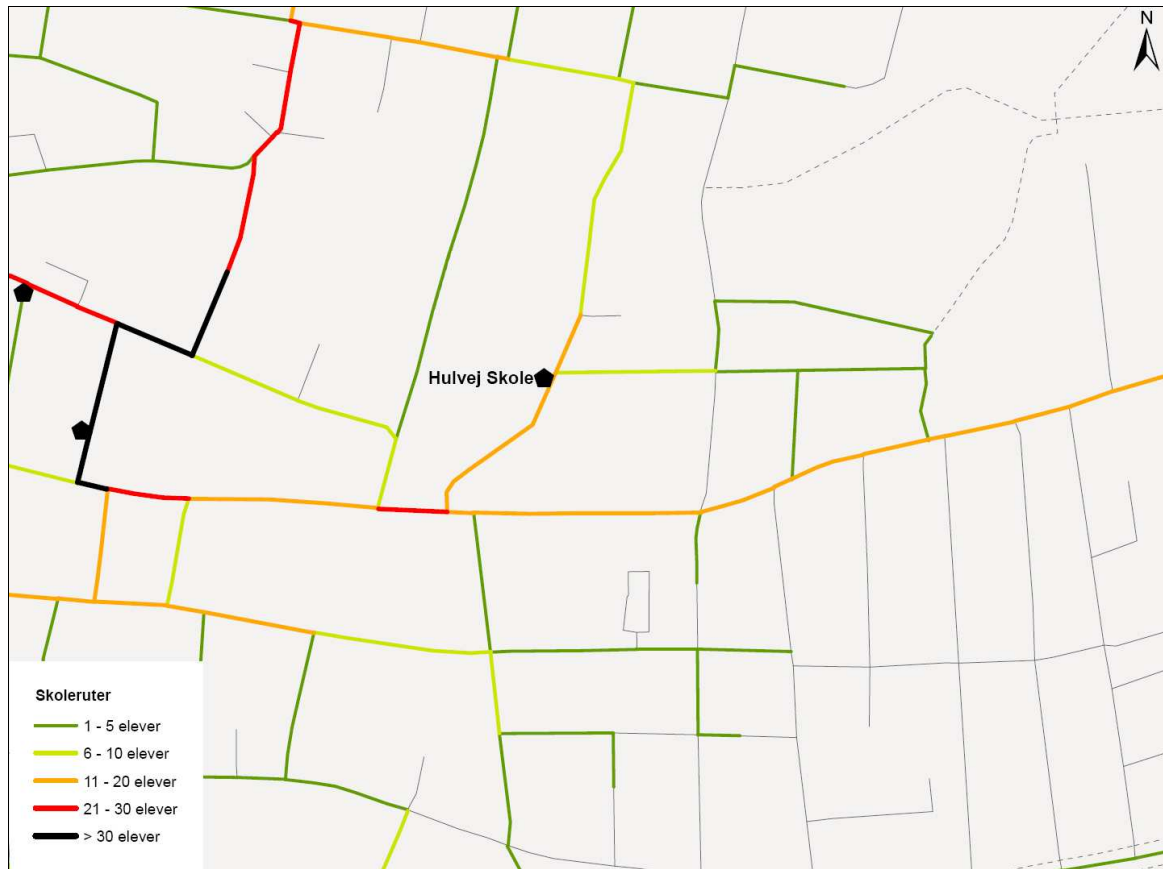 N
Hulvej Skole
Skoleruter
1 - 5 elever
6 - 10 elever
11 - 20 elever
21 - 30 elever
> 30 elever